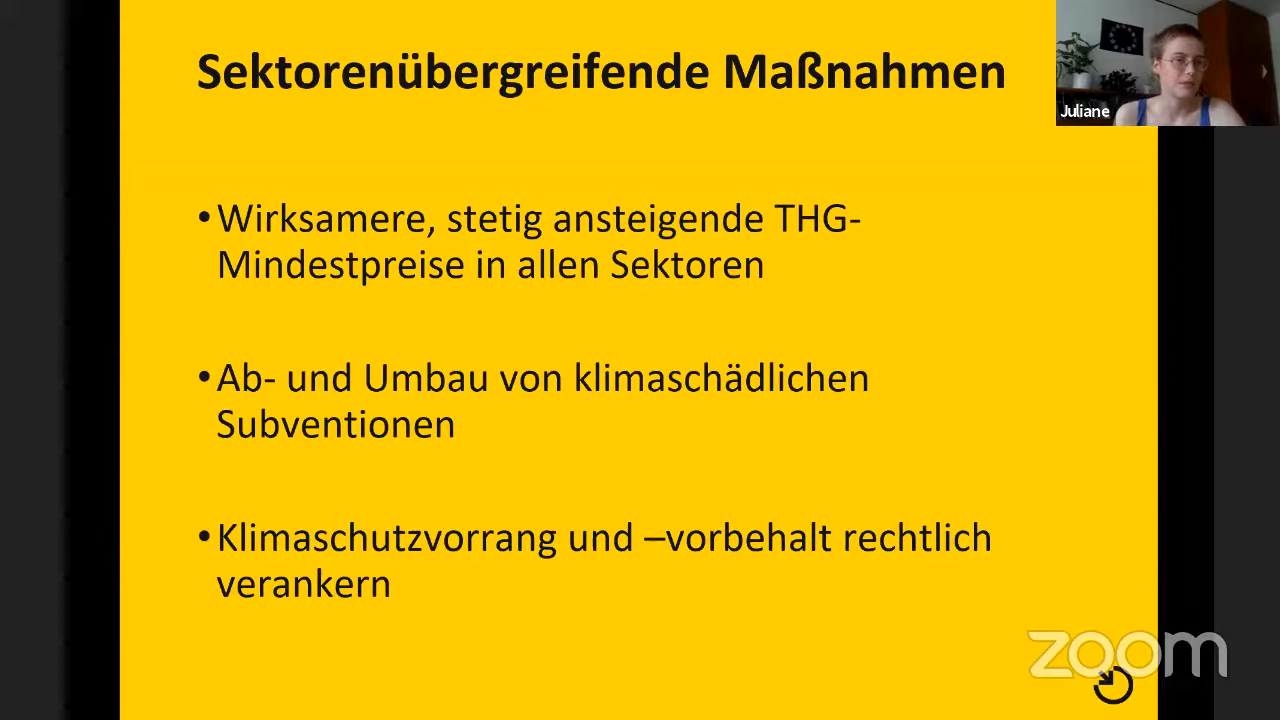 Sektorenübergreifende Maßnahmen
Juliane
•Wirksamere, stetig ansteigende THG-
Mindestpreise in allen Sektoren
•Ab- und Umbau von klimaschädlichen
Subventionen
•Klimaschutzvorrang und –vorbehalt rechtlich
verankern
zoom